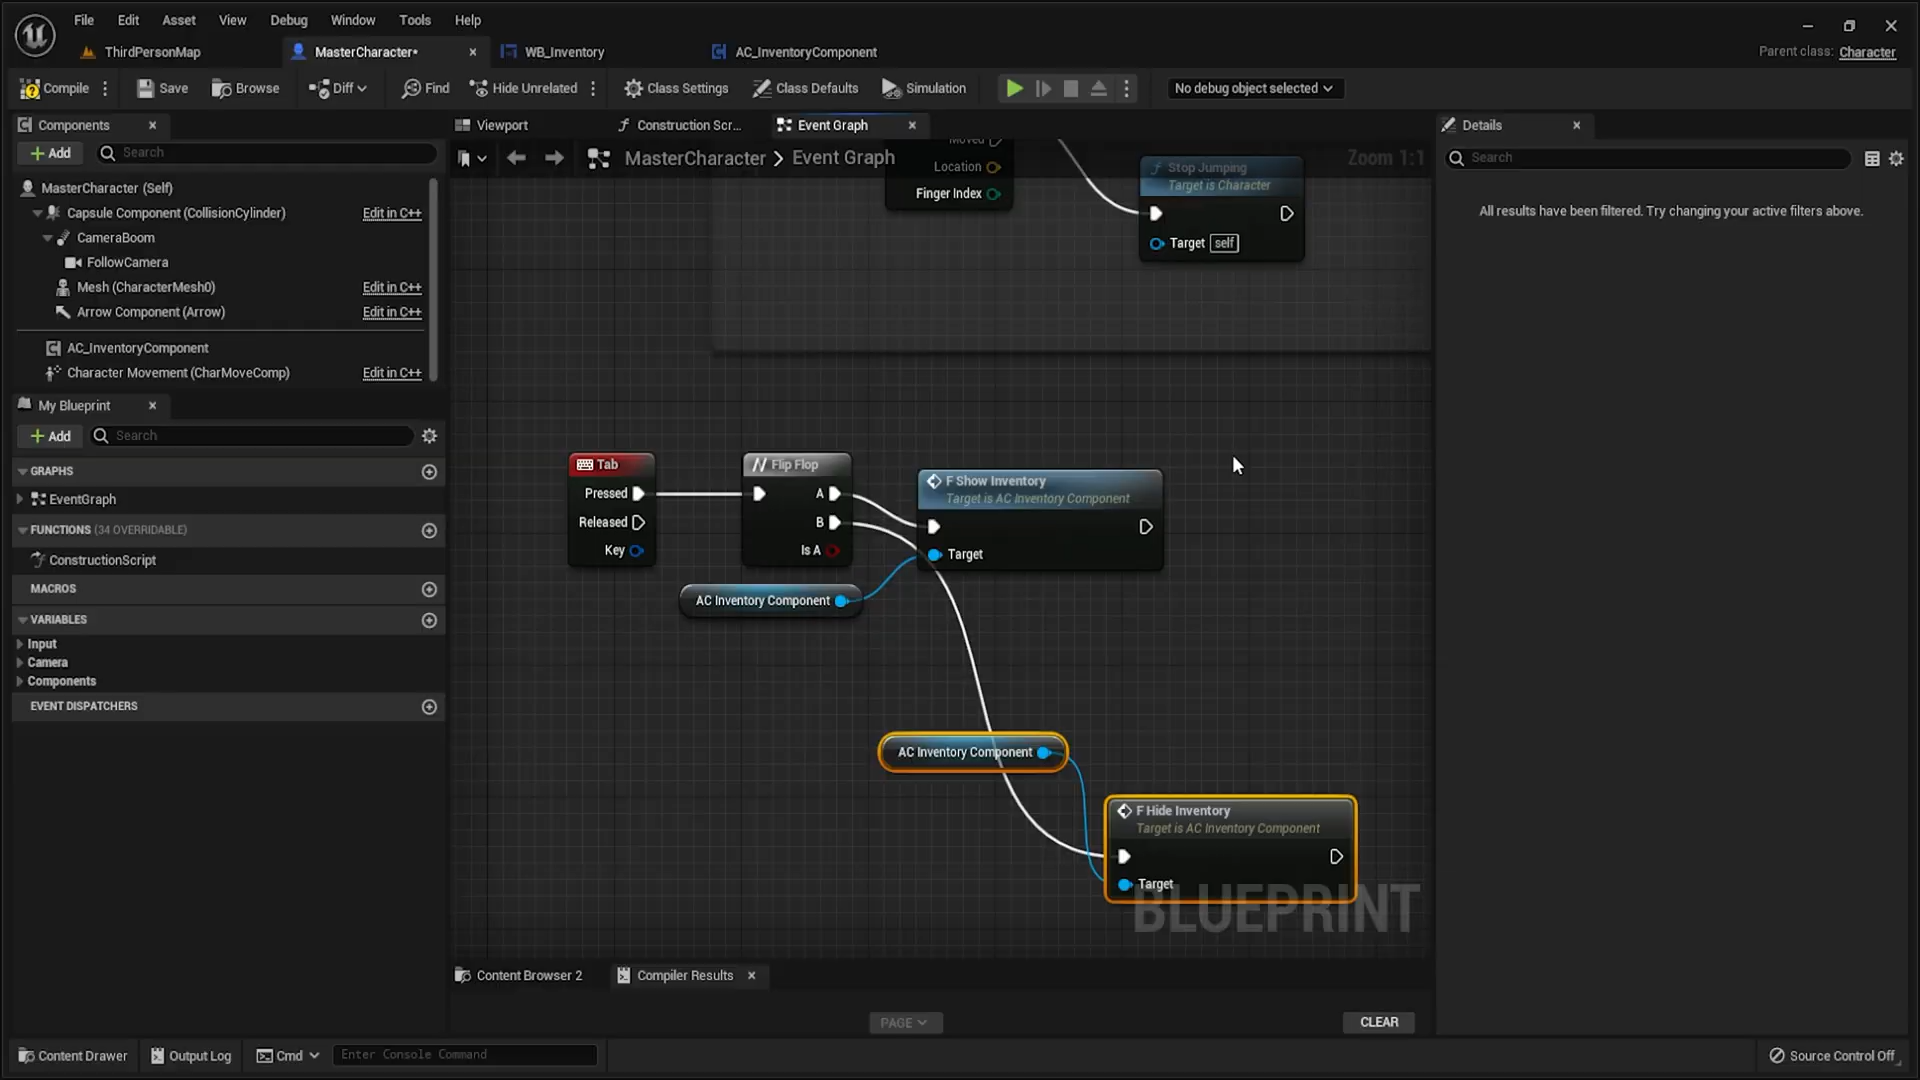 File Edit Asset View Debug Window Tools Help
ThirdPersonMap MasterCharacter• WB_Inventory AC_InventoryComponent Parent class: Character
Compile Save Browse Diff Find Hide Unrelated Class Settings Class Defaults Simulation No debug object selected
Components Viewport Construction Scr... Event Graph Details
Add Search MasterCharacter > Event Graph Zoom 1:1 Search
MasterCharacter (Self)
Capsule Component (CollisionCylinder) Edit in C++
CameraBoom
FollowCamera
Mesh (CharacterMesh0) Edit in C++
Arrow Component (Arrow) Edit in C++
AC_InventoryComponent
Character Movement (CharMoveComp) Edit in C++
All results have been filtered. Try changing your active filters above.
Moved
Location
Finger Index
Stop Jumping
Target is Character
Target self
My Blueprint
Add Search
GRAPHS
EventGraph
FUNCTIONS (34 OVERRIDABLE)
ConstructionScript
MACROS
VARIABLES
Input
Camera
Components
EVENT DISPATCHERS
Tab
Pressed
Released
Key
Flip Flop
A
B
Is A
F Show Inventory
Target is AC Inventory Component
Target
AC Inventory Component
AC Inventory Component
F Hide Inventory
Target is AC Inventory Component
Target
BLUEPRINT
Content Browser 2 Compiler Results
PAGE CLEAR
Content Drawer Output Log Cmd Enter Console Command Source Control Off